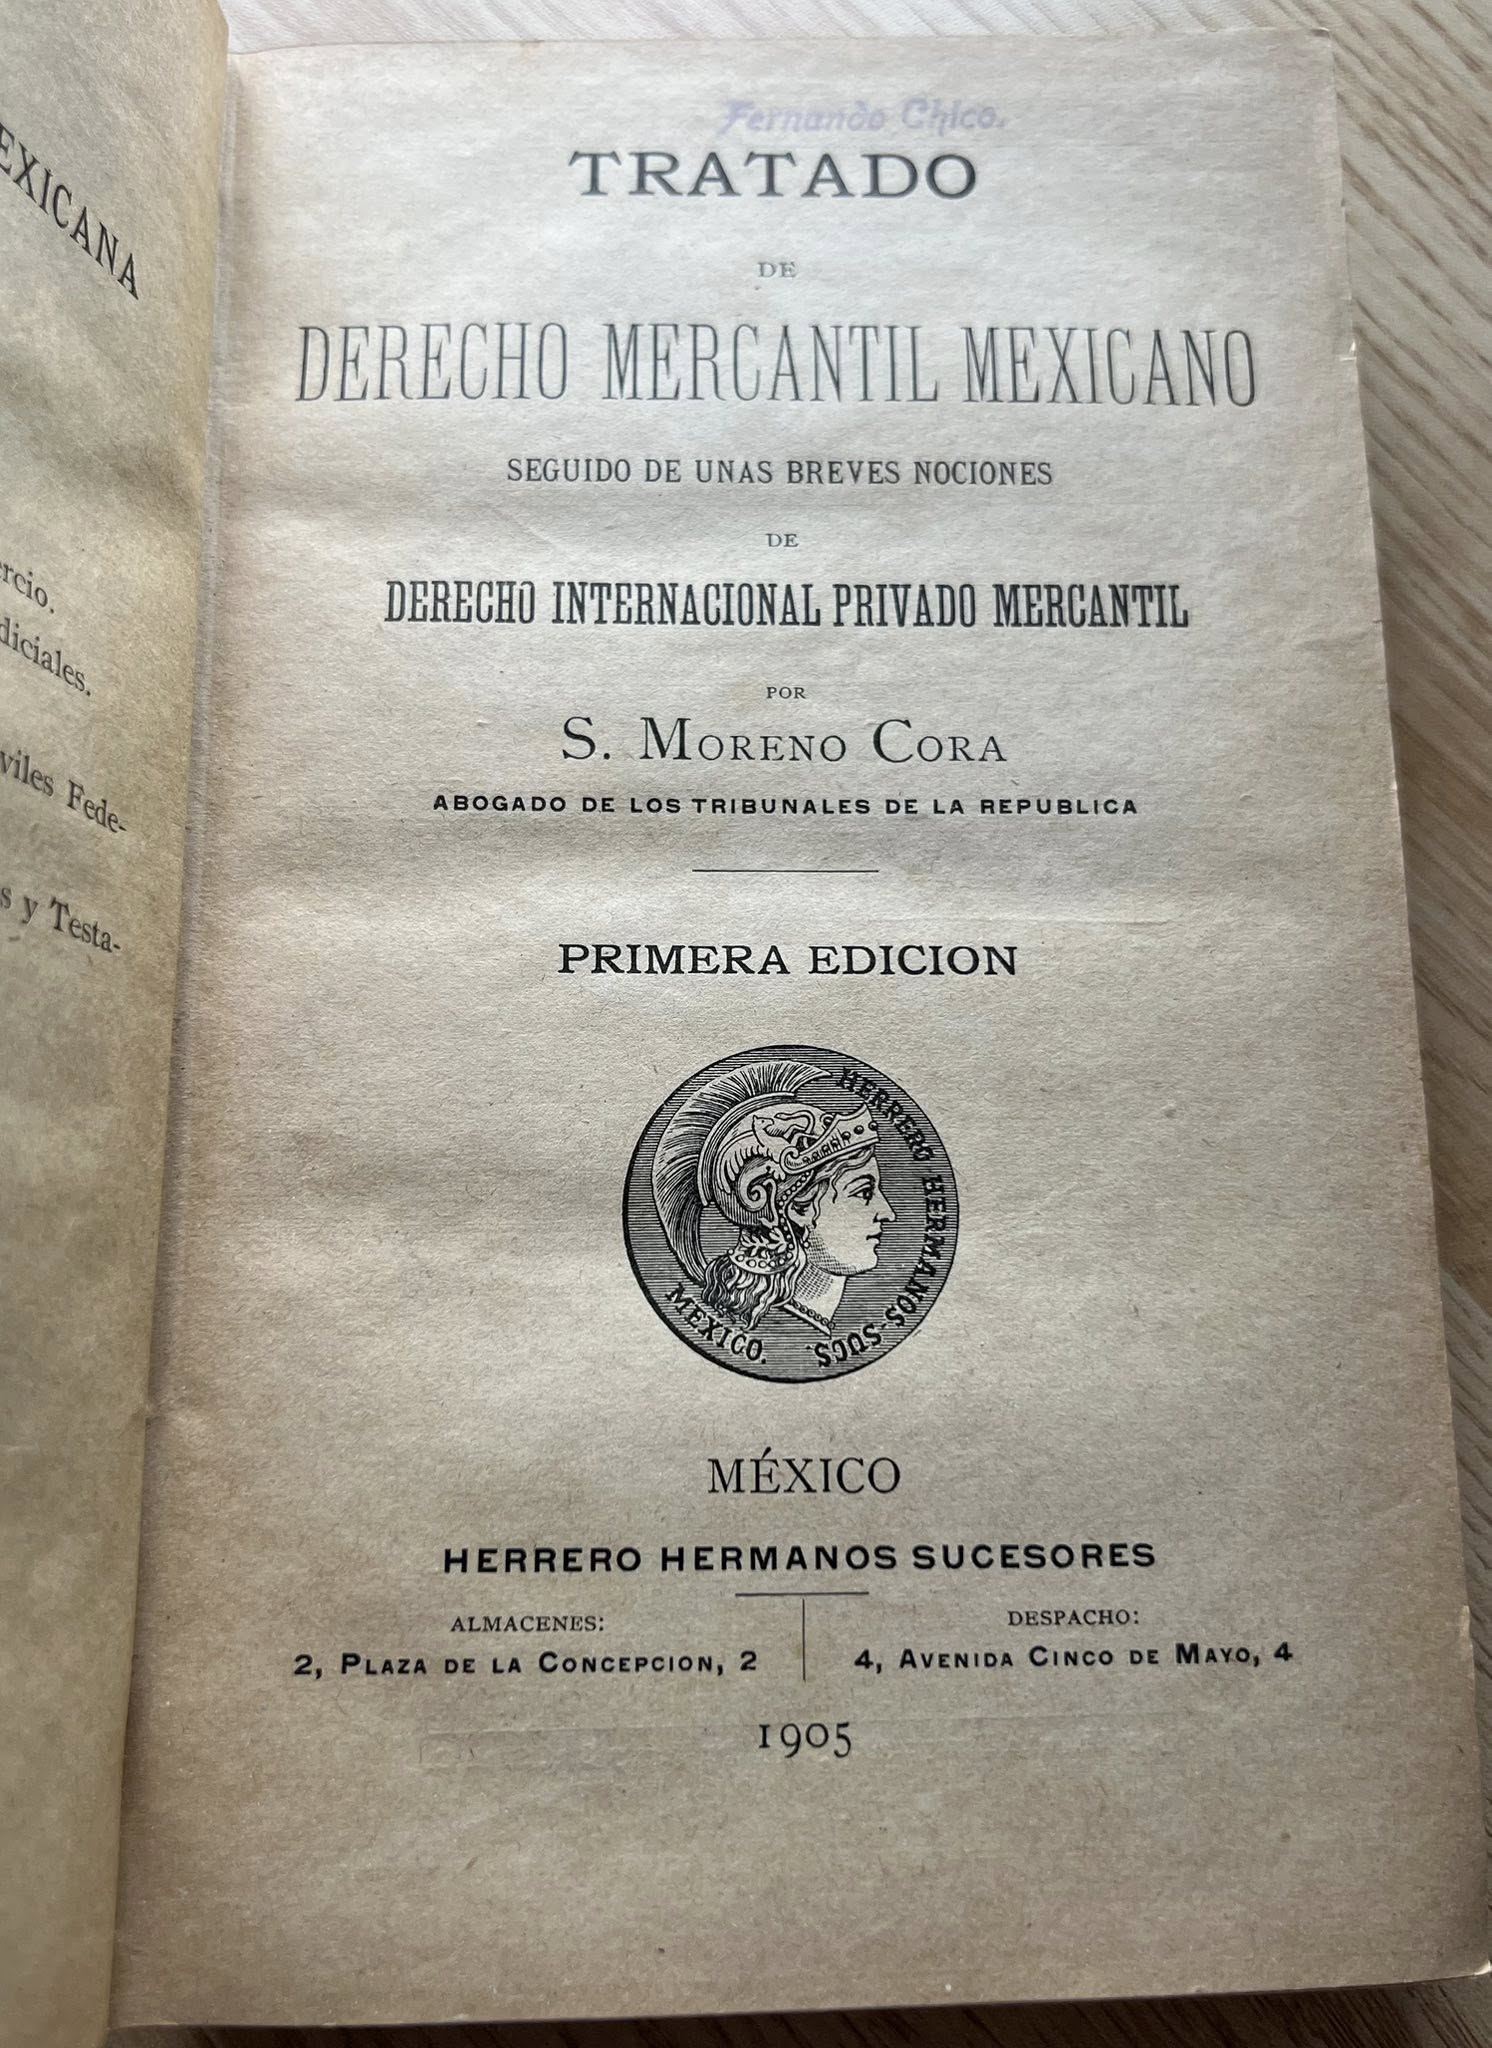 EXICANA
rcio.
diciales.
viles Fede-
s y Testa-
Fernando Chico.
TRATADO
DE
DERECHO MERCANTIL MEXICANO
SEGUIDO DE UNAS BREVES NOCIONES
DE
DERECHO INTERNACIONAL PRIVADO MERCANTIL
POR
S. MORENO CORA
ABOGADO DE LOS TRIBUNALES DE LA REPUBLICA
PRIMERA EDICION
HERRERO HERMANOS-SUCS.
MEXICO.
MÉXICO
HERRERO HERMANOS SUCESORES
ALMACENES:
2, PLAZA DE LA CONCEPCION, 2
DESPACHO:
4, AVENIDA CINCO DE MAYO, 4
1905